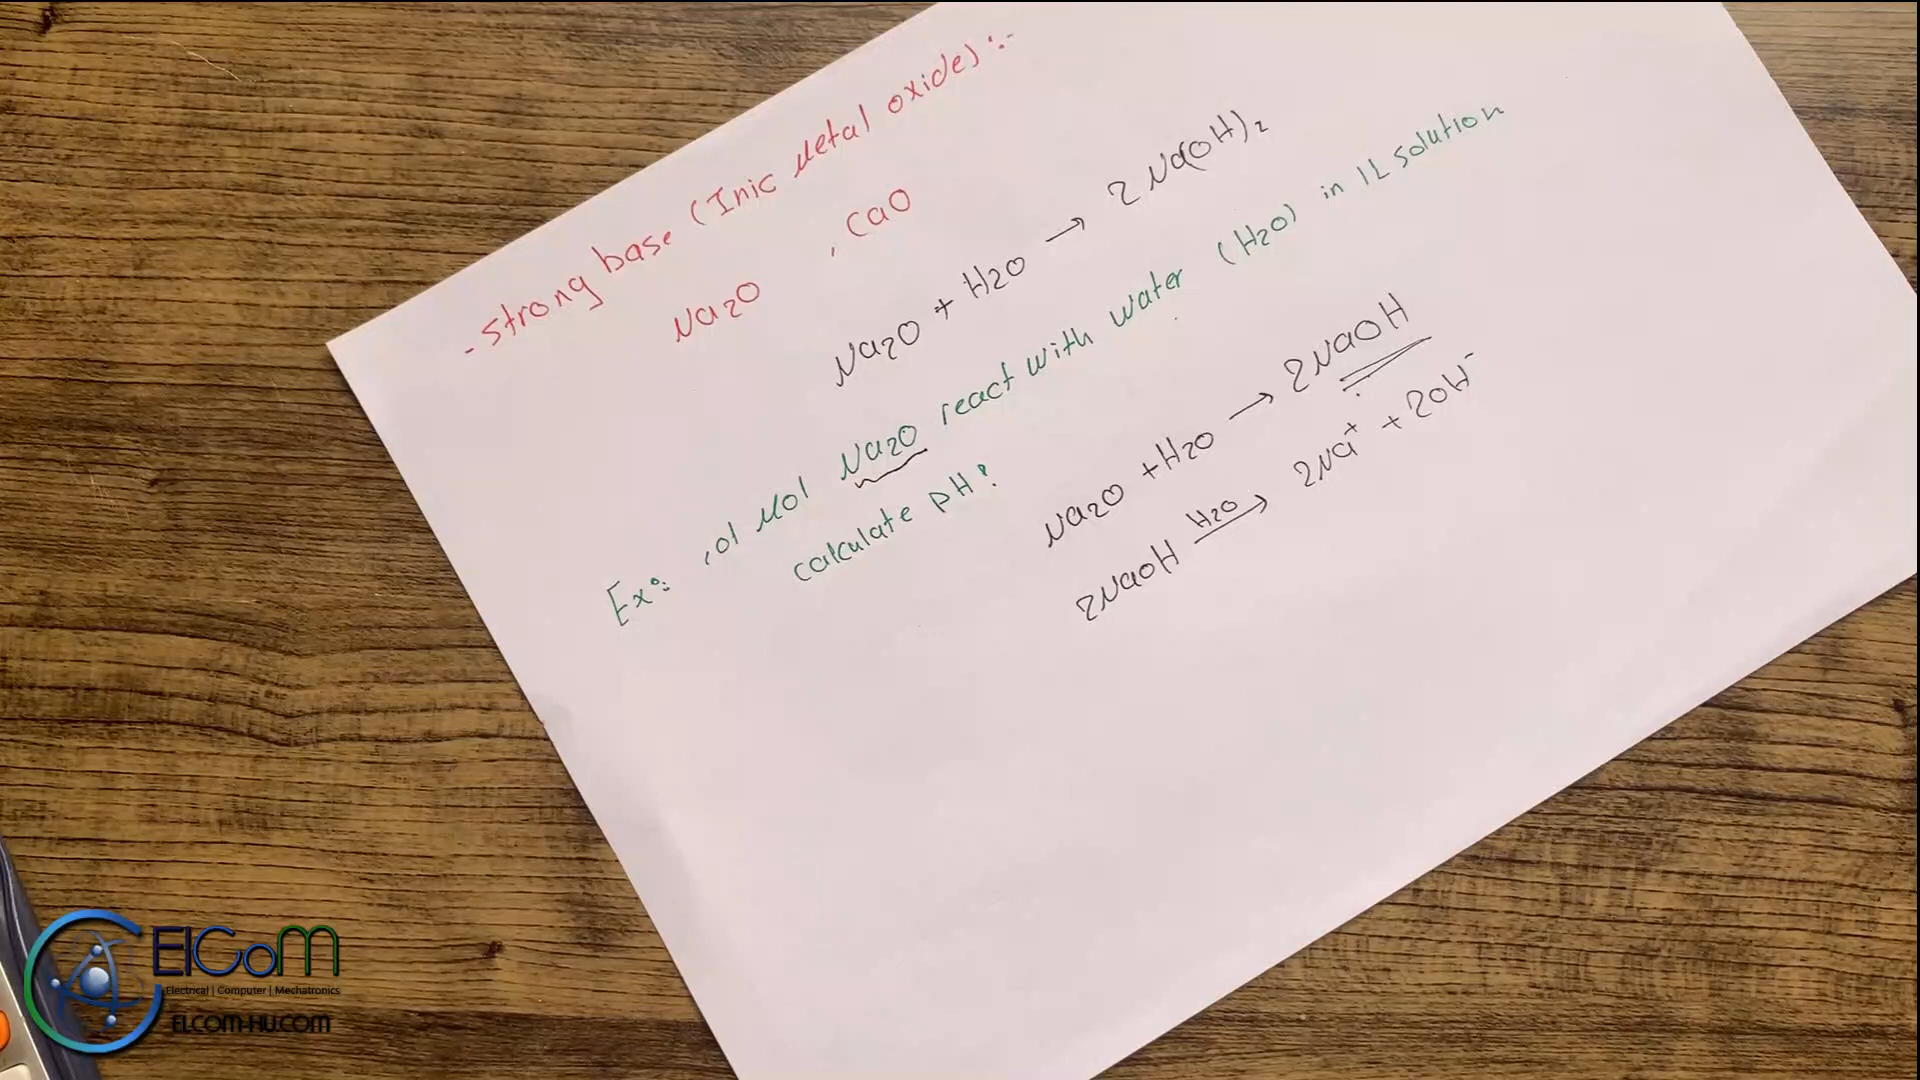 - strong base (Inic Metal oxide) :-
Na2O , CaO
Na2O + H2O → 2 Na(OH)2
Ex: .01 Mol Na2O react with water (H2O) in 1L solution
calculate pH?
Na2O + H2O → 2NaOH
2NaOH H2O → 2Na+ + 2OH-
ElCoM
Electrical | Computer | Mechatronics
ELCOM-HU.COM